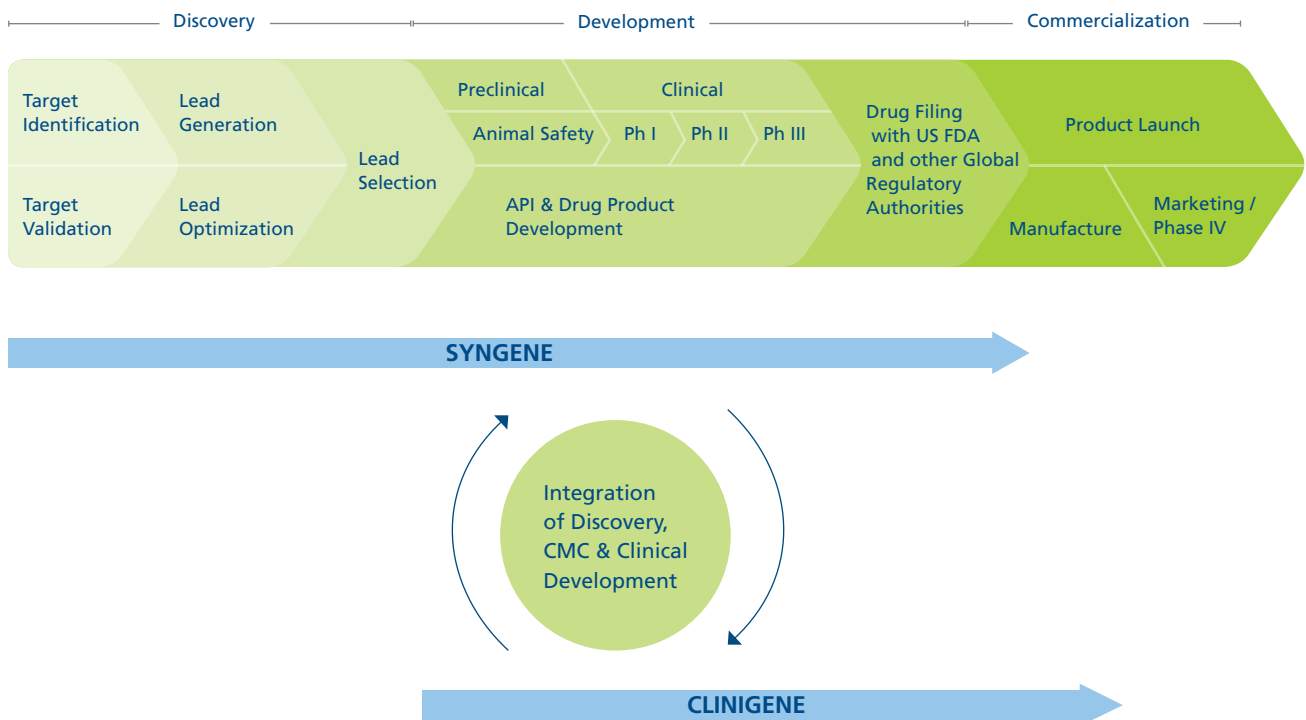 Discovery
Development
Commercialization
Target
Identification
Lead
Generation
Target
Validation
Lead
Optimization
Lead
Selection
Preclinical
Clinical
Animal Safety
Ph I
Ph II
Ph III
API & Drug Product
Development
Drug Filing
with US FDA
and other Global
Regulatory
Authorities
Product Launch
Manufacture
Marketing /
Phase IV
SYNGENE
Integration
of Discovery,
CMC & Clinical
Development
CLINIGENE